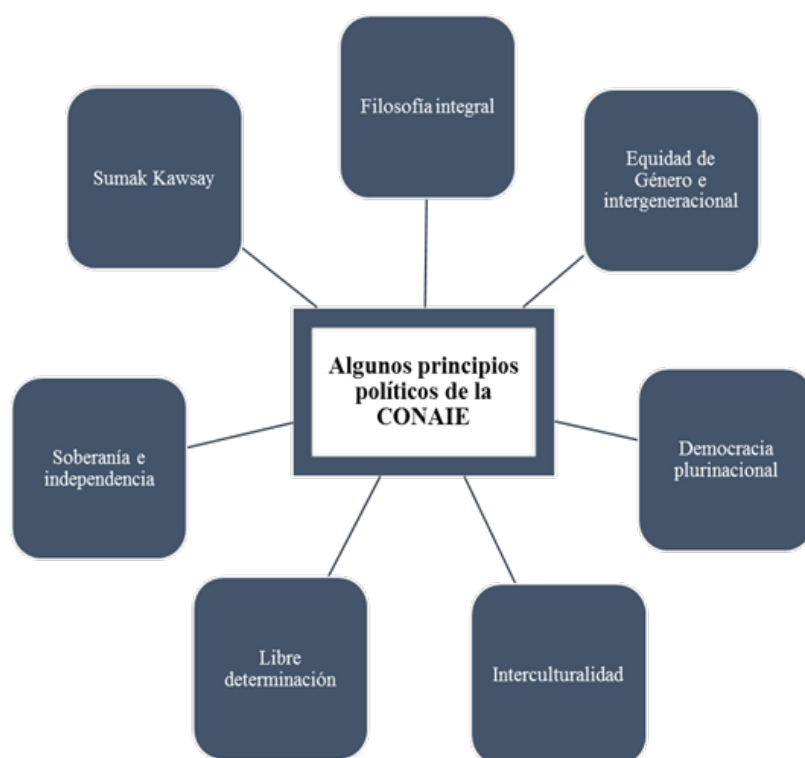 Filosofía integral
Sumak Kawsay
Equidad de
Género e
intergeneracional
Algunos principios
políticos de la
CONAIE
Soberanía e
independencia
Democracia
plurinacional
Libre
determinación
Interculturalidad